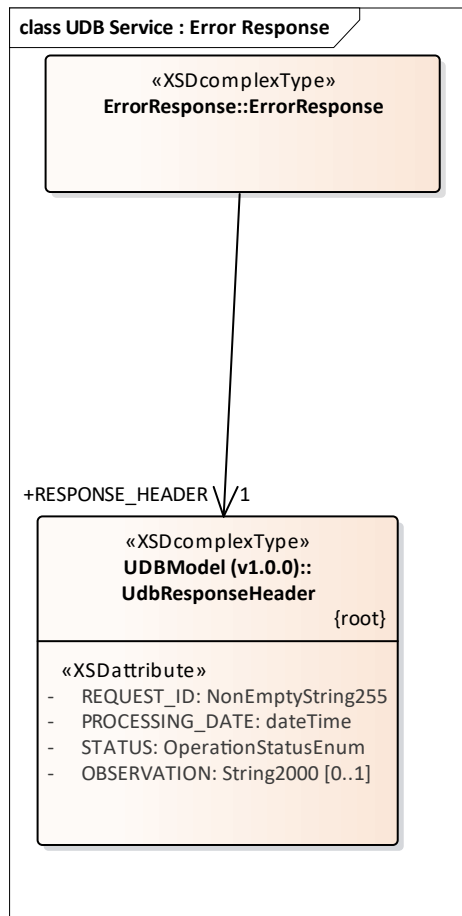 class UDB Service : Error Response
«XSDcomplexType»
ErrorResponse::ErrorResponse
+RESPONSE_HEADER 1
«XSDcomplexType»
UDBModel (v1.0.0)::
UdbResponseHeader
{root}
«XSDattribute»
- REQUEST_ID: NonEmptyString255
- PROCESSING_DATE: dateTime
- STATUS: OperationStatusEnum
- OBSERVATION: String2000 [0..1]